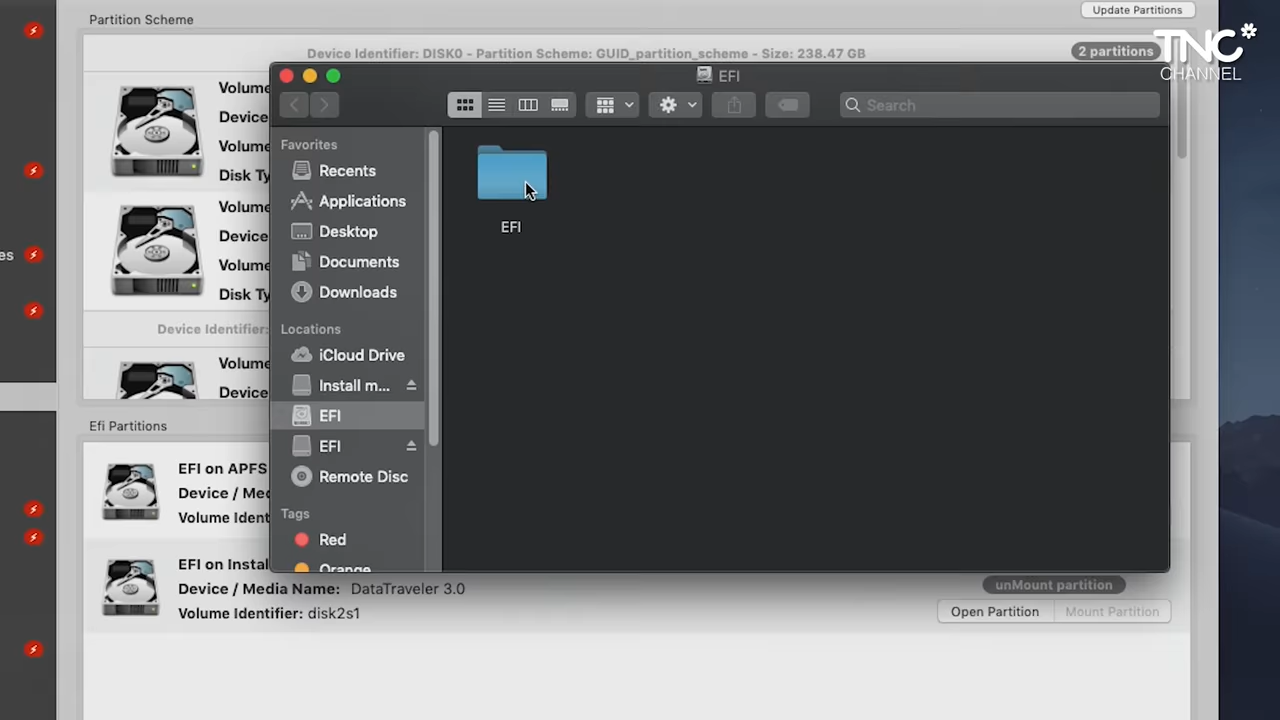 Partition Scheme
Update Partitions
TNC*
CHANNEL
Device Identifier: DISK0 - Partition Scheme: GUID_partition_scheme - Size: 238.47 GB
2 partitions
Volume
Device
Volume
Disk Ty
Volume
Device
Volume
Disk Ty
Device Identifier:
Volume
Device
es
EFI
Search
Favorites
Recents
Applications
Desktop
Documents
Downloads
Locations
iCloud Drive
Install m...
EFI
EFI
Remote Disc
Tags
Red
Orange
EFI
Efi Partitions
EFI on APFS
Device / Med
Volume Ident
EFI on Instal
Device / Media Name: DataTraveler 3.0
Volume Identifier: disk2s1
unMount partition
Open Partition
Mount Partition